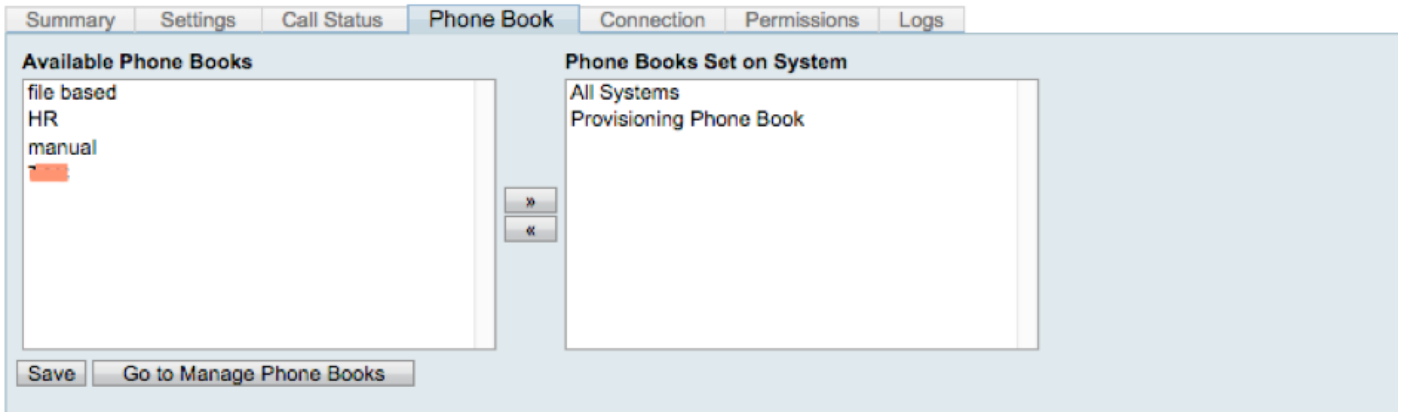 Summary Settings Call Status Phone Book Connection Permissions Logs
Available Phone Books
file based
HR
manual
Phone Books Set on System
All Systems
Provisioning Phone Book
»
«
Save Go to Manage Phone Books